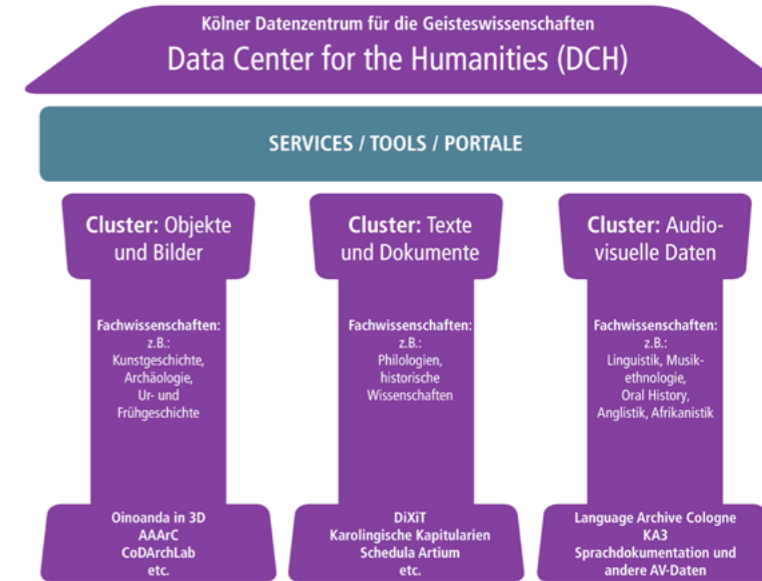 Kölner Datenzentrum für die Geisteswissenschaften
Data Center for the Humanities (DCH)
SERVICES / TOOLS / PORTALE
Cluster: Objekte
und Bilder
Fachwissenschaften:
z.B.:
Kunstgeschichte,
Archäologie,
Ur- und
Frühgeschichte
Oinoanda in 3D
AAArC
CoDArchLab
etc.
Cluster: Texte
und Dokumente
Fachwissenschaften:
z.B.:
Philologien,
historische
Wissenschaften
DiXiT
Karolingische Kapitularien
Schedula Artium
etc.
Cluster: Audio-
visuelle Daten
Fachwissenschaften:
z.B.:
Linguistik, Musik-
ethnologie,
Oral History,
Anglistik, Afrikanistik
Language Archive Cologne
KA3
Sprachdokumentation und
andere AV-Daten